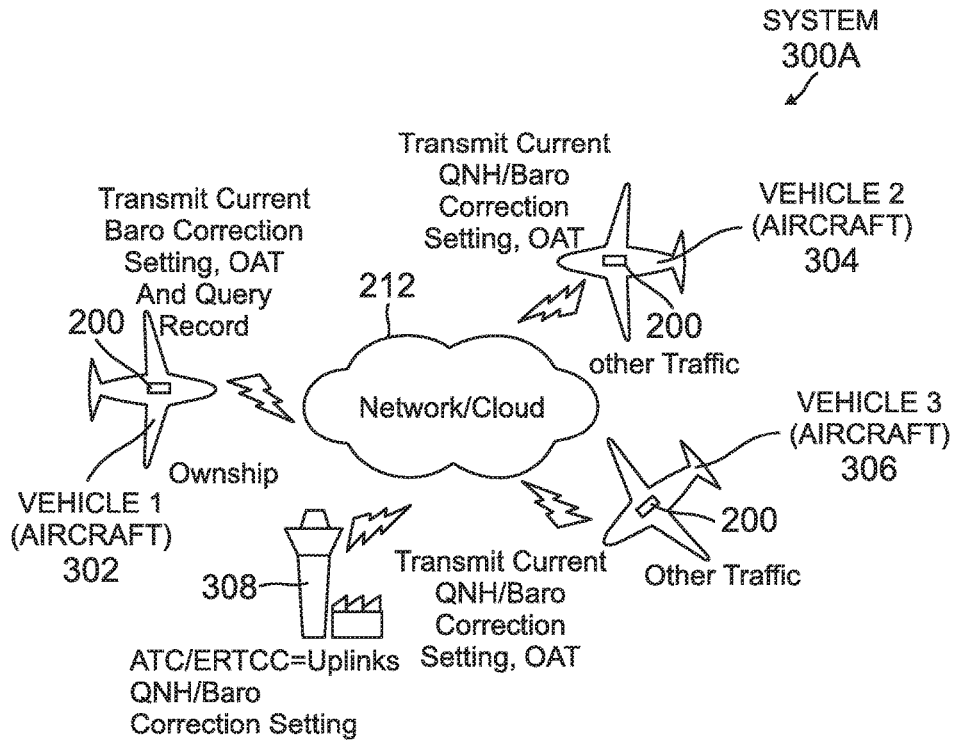 SYSTEM
300A
Transmit Current
QNH/Baro
Correction
Setting, OAT
VEHICLE 2
(AIRCRAFT)
304
200
other Traffic
Transmit Current
Baro Correction
Setting, OAT
And Query
Record
200
212
Network/Cloud
Ownship
VEHICLE 1
(AIRCRAFT)
302
VEHICLE 3
(AIRCRAFT)
306
200
Other Traffic
308
Transmit Current
QNH/Baro
Correction
Setting, OAT
ATC/ERTCC=Uplinks
QNH/Baro
Correction Setting